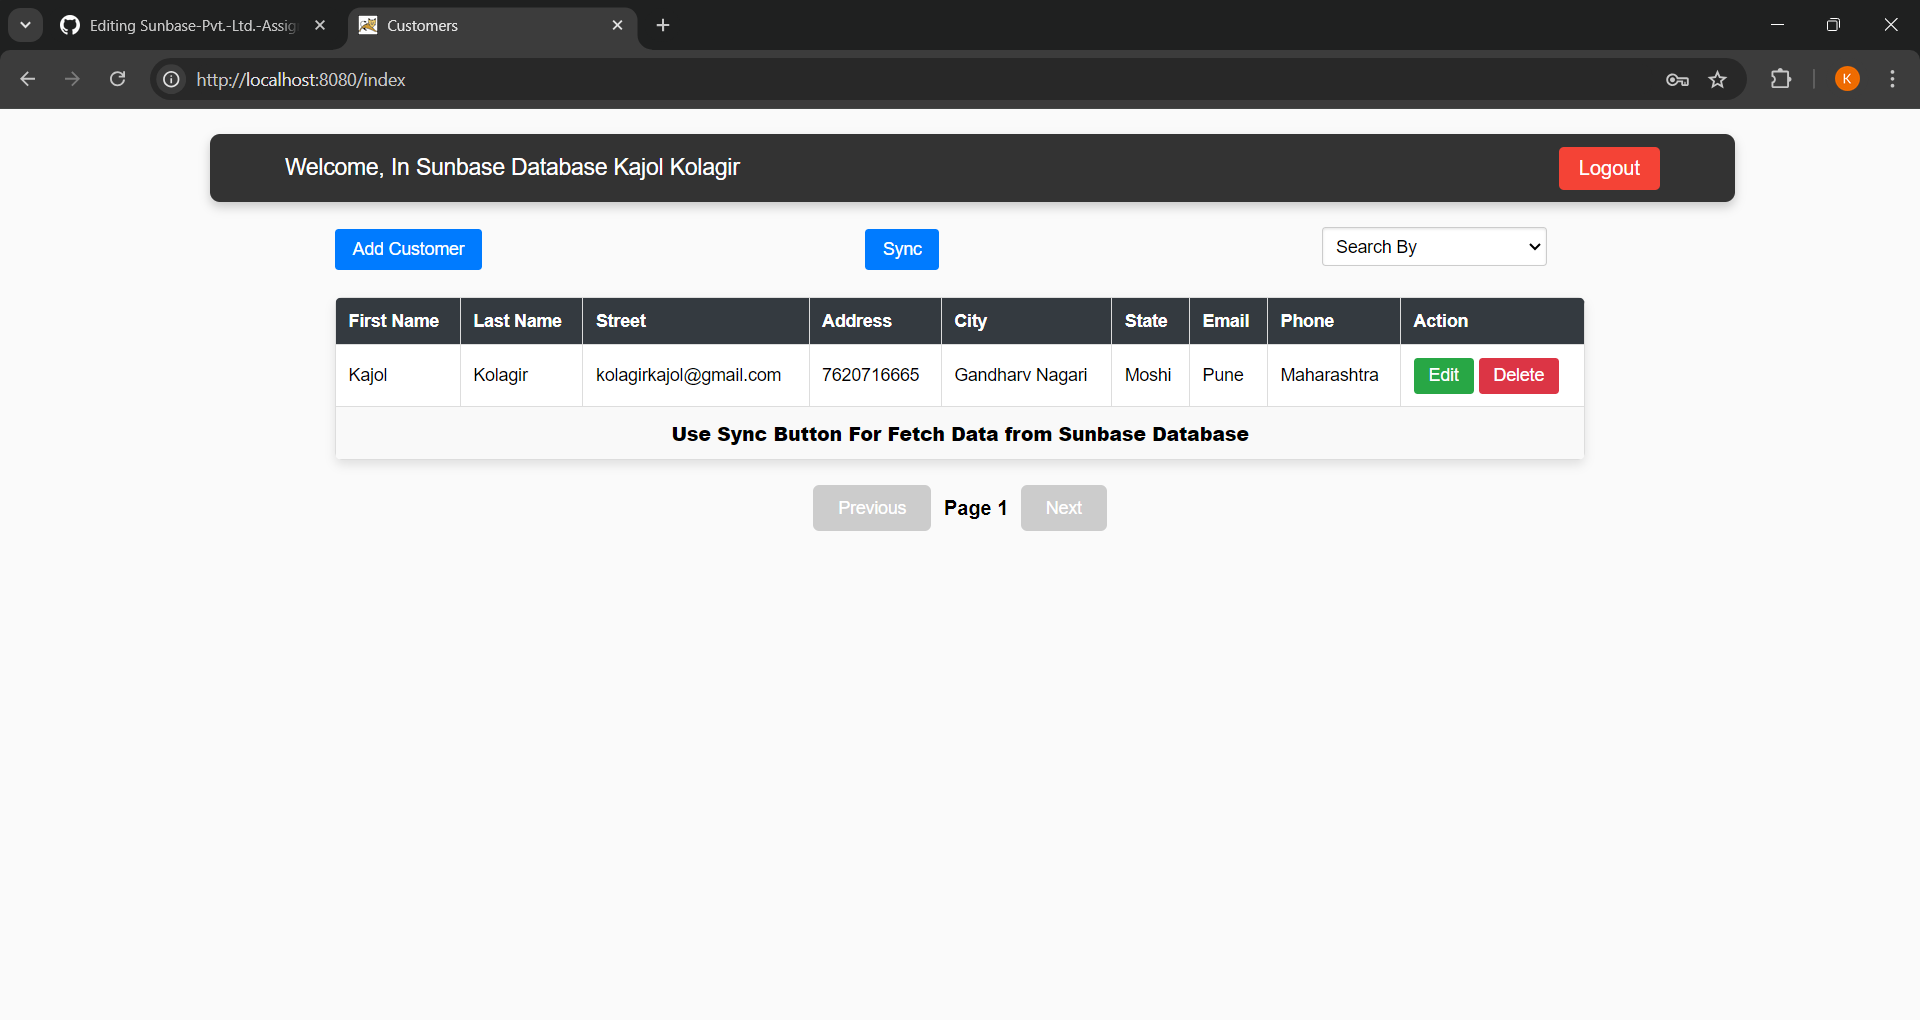 Editing Sunbase-Pvt.-Ltd.-Assig
Customers
http://localhost:8080/index
K
Welcome, In Sunbase Database Kajol Kolagir
Logout
Add Customer
Sync
Search By
First Name Last Name Street Address City State Email Phone Action
Kajol Kolagir kolagirkajol@gmail.com 7620716665 Gandharv Nagari Moshi Pune Maharashtra Edit Delete
Use Sync Button For Fetch Data from Sunbase Database
Previous Page 1 Next